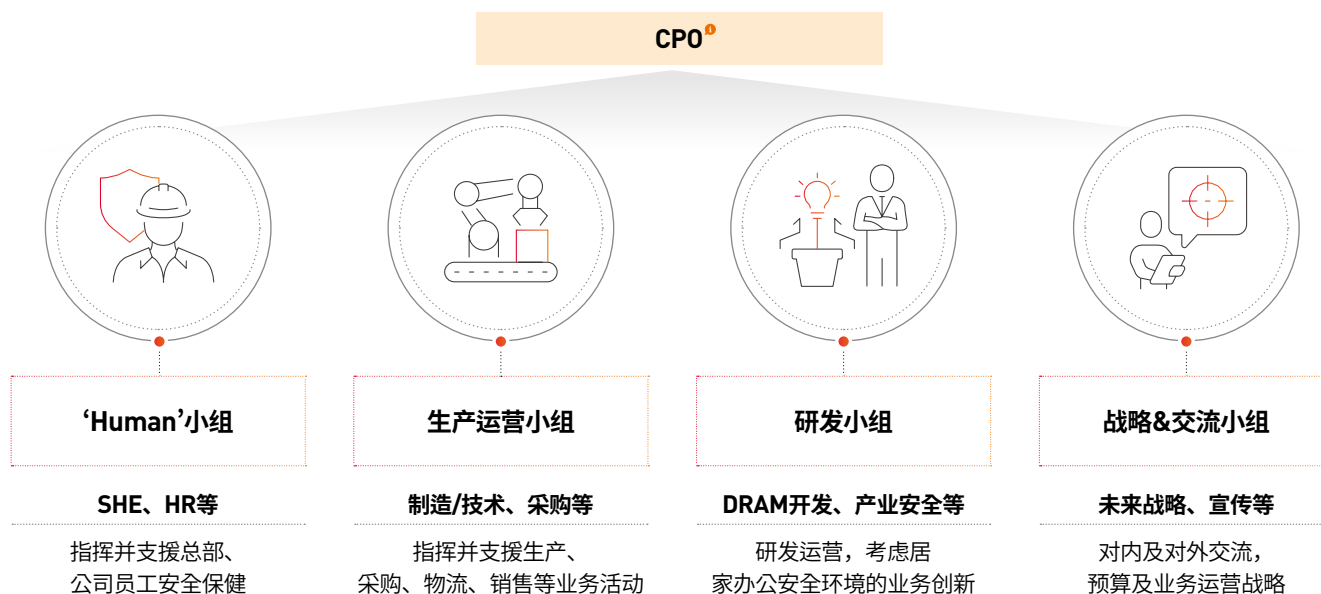 CPO
‘Human’小组
生产运营小组
研发小组
战略&交流小组
SHE、HR等
制造/技术、采购等
DRAM开发、产业安全等
未来战略、宣传等
指挥并支援总部、
公司员工安全保健
指挥并支援生产、
采购、物流、销售等业务活动
研发运营，考虑居
家办公安全环境的业务创新
对内及对外交流，
预算及业务运营战略